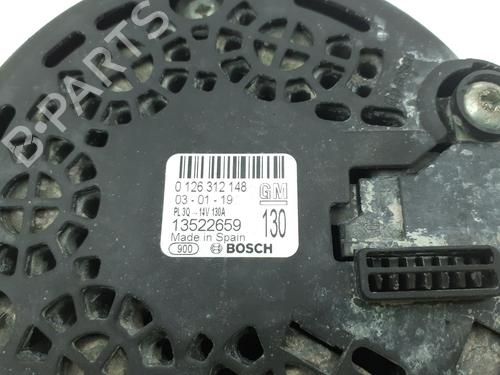 B-PARTS
0 126 312 148
GM
03 - 01 - 19
PL 3Q ~ 14V 130A
13522659
130
Made in Spain
900 BOSCH